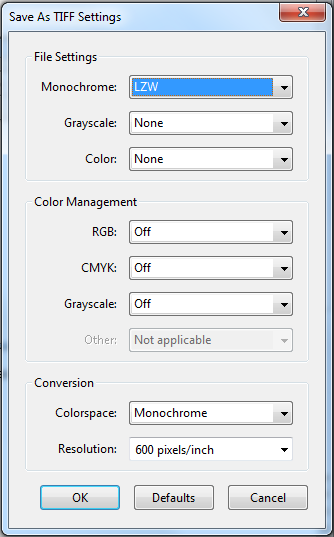 Save As TIFF Settings
File Settings
Monochrome: LZW
Grayscale: None
Color: None
Color Management
RGB: Off
CMYK: Off
Grayscale: Off
Other: Not applicable
Conversion
Colorspace: Monochrome
Resolution: 600 pixels/inch
OK Defaults Cancel